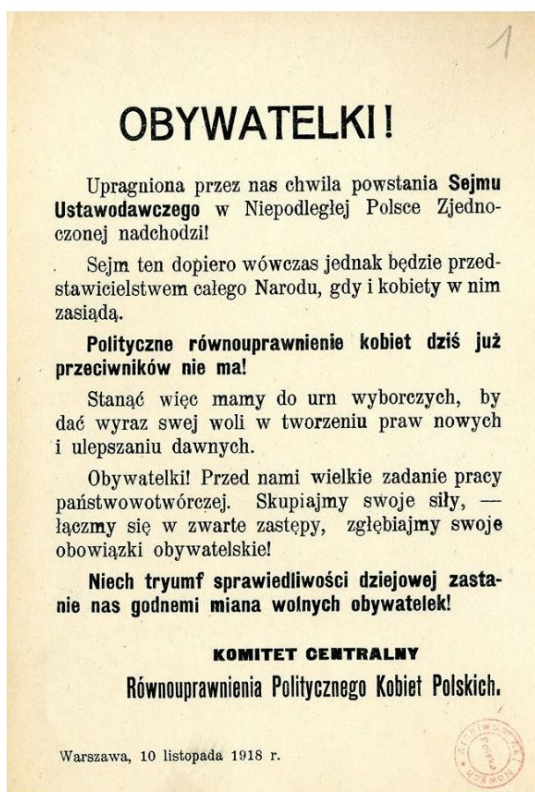 1
OBYWATELKI!
Upragniona przez nas chwila powstania Sejmu
Ustawodawczego w Niepodległej Polsce Zjedno-
czonej nadchodzi!
Sejm ten dopiero wówczas jednak będzie przed-
stawicielstwem całego Narodu, gdy i kobiety w nim
zasiądą.
Polityczne równouprawnienie kobiet dziś już
przeciwników nie ma!
Stanąć więc mamy do urn wyborczych, by
dać wyraz swej woli w tworzeniu praw nowych
i ulepszaniu dawnych.
Obywatelki! Przed nami wielkie zadanie pracy
państwowotwórczej. Skupiajmy swoje siły, —
łączmy się w zwarte zastępy, zgłębiajmy swoje
obowiązki obywatelskie!
Niech tryumf sprawiedliwości dziejowej zasta-
nie nas godnemi miana wolnych obywatelek!
KOMITET CENTRALNY
Równouprawnienia Politycznego Kobiet Polskich.
Warszawa, 10 listopada 1918 r.
Archiwum Akt Nowych
Polska